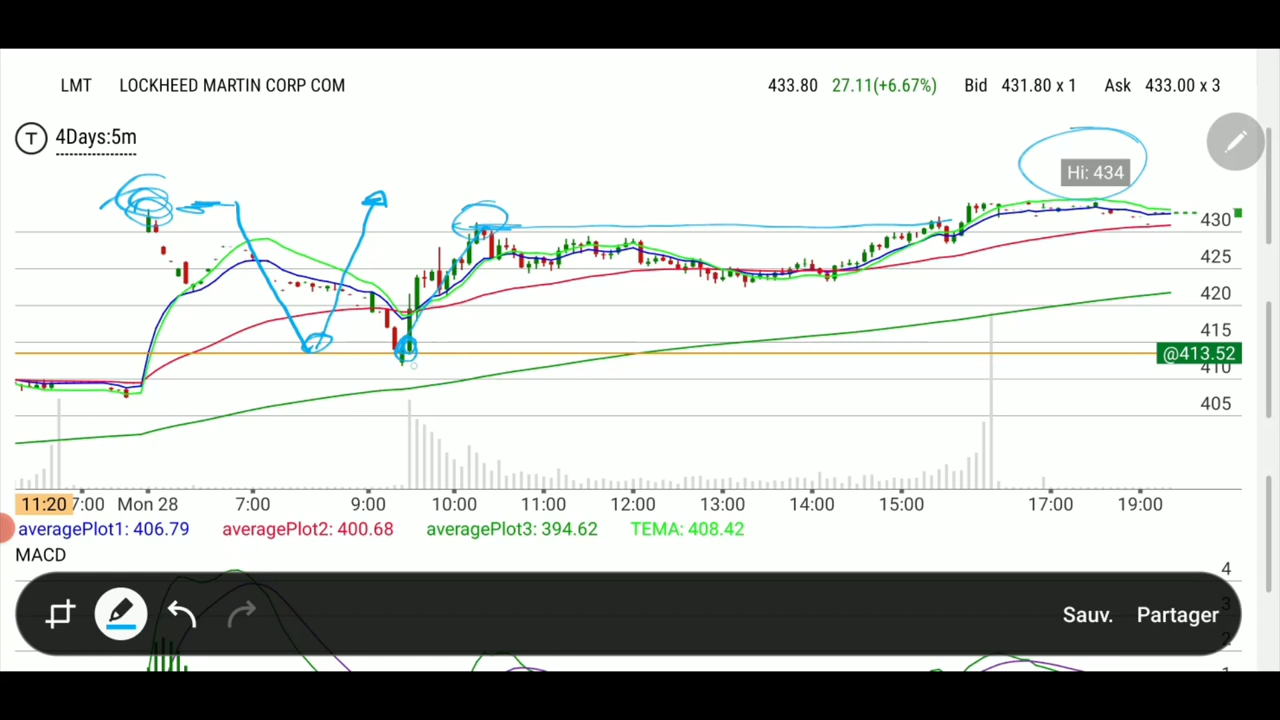 LMT LOCKHEED MARTIN CORP COM 433.80 27.11(+6.67%) Bid 431.80 x 1 Ask 433.00 x 3
T 4Days:5m
Hi: 434
430
425
420
415
@413.52
410
405
11:20 7:00 Mon 28 7:00 9:00 10:00 11:00 12:00 13:00 14:00 15:00 17:00 19:00
averagePlot1: 406.79 averagePlot2: 400.68 averagePlot3: 394.62 TEMA: 408.42
MACD
4
3
Sauv. Partager
2